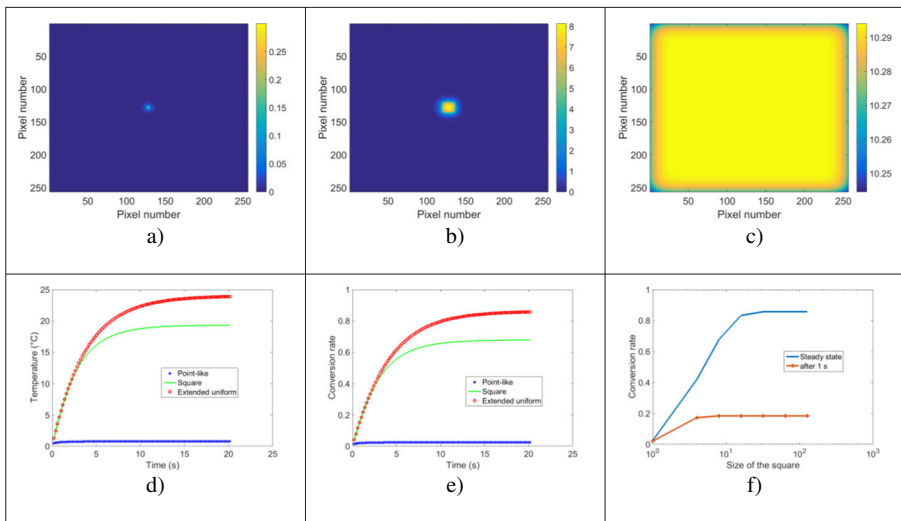 50
100
150
200
250
Pixel number
50 100 150 200 250
Pixel number
0.25
0.2
0.15
0.1
0.05
0
a)
50
100
150
200
250
Pixel number
50 100 150 200 250
Pixel number
8
7
6
5
4
3
2
1
0
b)
50
100
150
200
250
Pixel number
50 100 150 200 250
Pixel number
10.29
10.28
10.27
10.26
10.25
c)
25
20
15
10
5
0
Temperature (°C)
Point-like
Square
Extended uniform
0 5 10 15 20 25
Time (s)
d)
1
0.8
0.6
0.4
0.2
0
Conversion rate
Point-like
Square
Extended uniform
0 5 10 15 20 25
Time (s)
e)
1
0.8
0.6
0.4
0.2
0
Conversion rate
Steady state
after 1 s
10⁰ 10¹ 10² 10³
Size of the square
f)